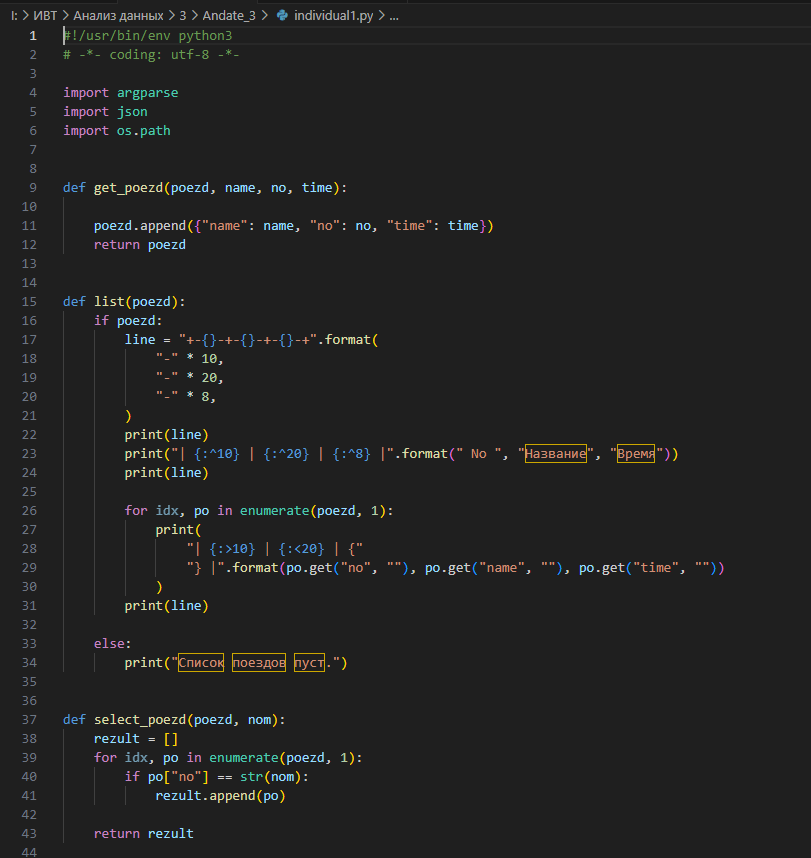 I: > ИВТ > Анализ данных > 3 > Andate_3 > individual1.py > ...
1 #!/usr/bin/env python3
2 # -*- coding: utf-8 -*-
3
4 import argparse
5 import json
6 import os.path
7
8
9 def get_poezd(poezd, name, no, time):
10
11     poezd.append({"name": name, "no": no, "time": time})
12     return poezd
13
14
15 def list(poezd):
16     if poezd:
17         line = "+-{}-+-{}-+-{}-+".format(
18             "-" * 10,
19             "-" * 20,
20             "-" * 8,
21         )
22         print(line)
23         print("| {:^10} | {:^20} | {:^8} |".format(" No ", "Название", "Время"))
24         print(line)
25
26         for idx, po in enumerate(poezd, 1):
27             print(
28                 "| {:>10} | {:<20} | {"
29                 "} |".format(po.get("no", ""), po.get("name", ""), po.get("time", ""))
30             )
31         print(line)
32
33     else:
34         print("Список поездов пуст.")
35
36
37 def select_poezd(poezd, nom):
38     rezult = []
39     for idx, po in enumerate(poezd, 1):
40         if po["no"] == str(nom):
41             rezult.append(po)
42
43     return rezult
44